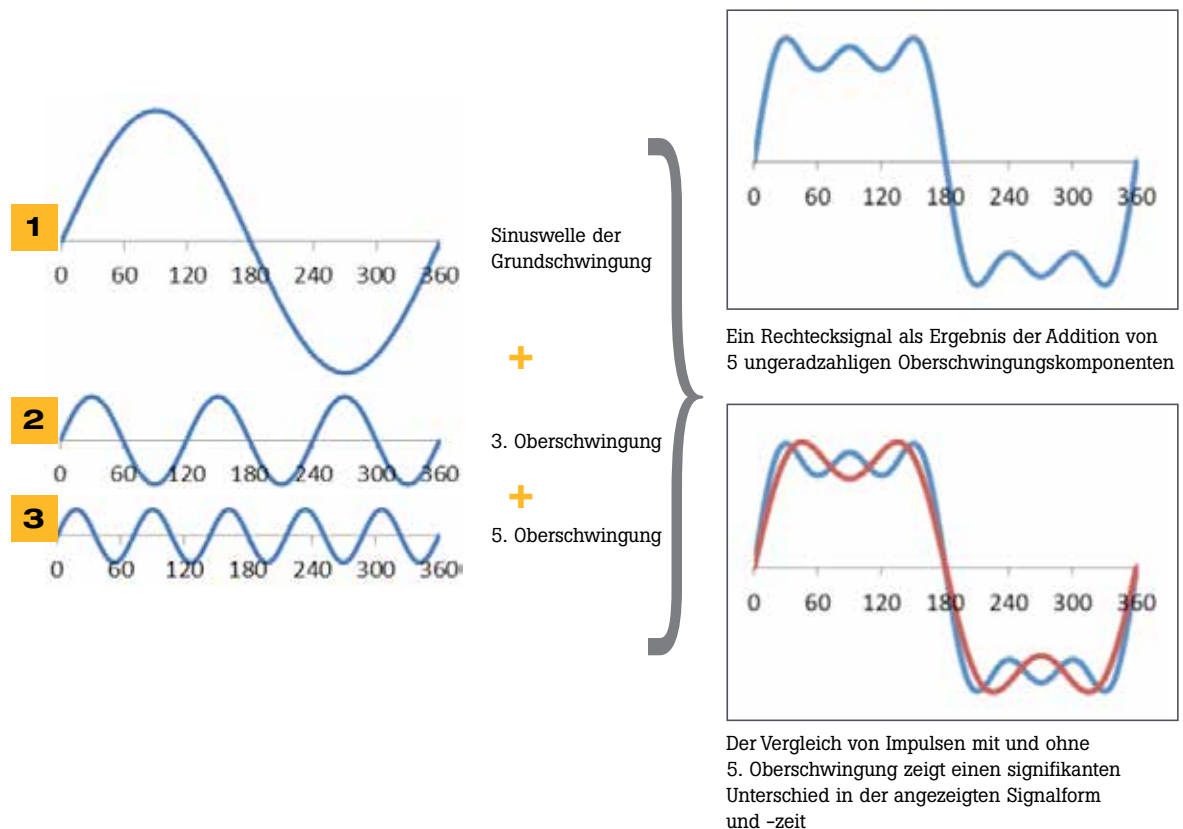 1
0 60 120 180 240 300 360
Sinuswelle der
Grundschwingung
+
2
0 60 120 180 240 300 360
3. Oberschwingung
+
3
0 60 120 180 240 300 360
5. Oberschwingung
0 60 120 180 240 300 360
Ein Rechtecksignal als Ergebnis der Addition von
5 ungeradzahligen Oberschwingungskomponenten
0 60 120 180 240 300 360
Der Vergleich von Impulsen mit und ohne
5. Oberschwingung zeigt einen signifikanten
Unterschied in der angezeigten Signalform
und -zeit